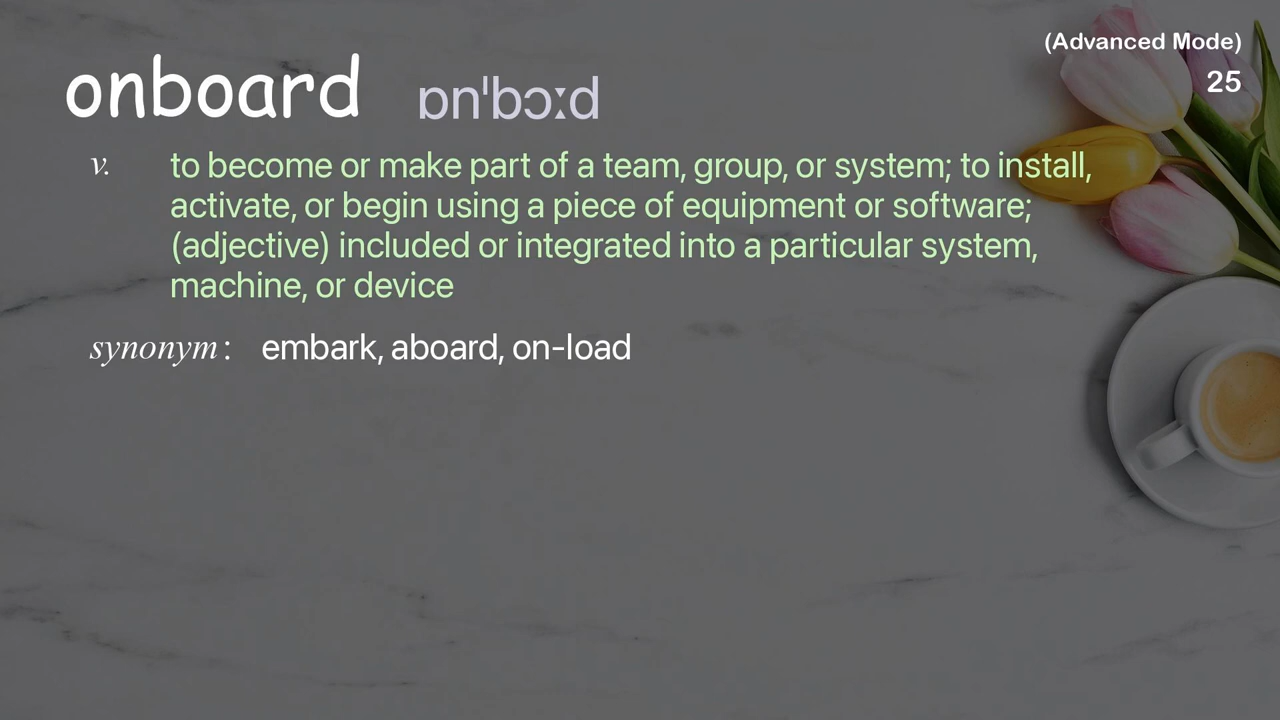 (Advanced Mode)
25
onboard ɒnˈbɔːd
v. to become or make part of a team, group, or system; to install,
activate, or begin using a piece of equipment or software;
(adjective) included or integrated into a particular system,
machine, or device
synonym : embark, aboard, on-load